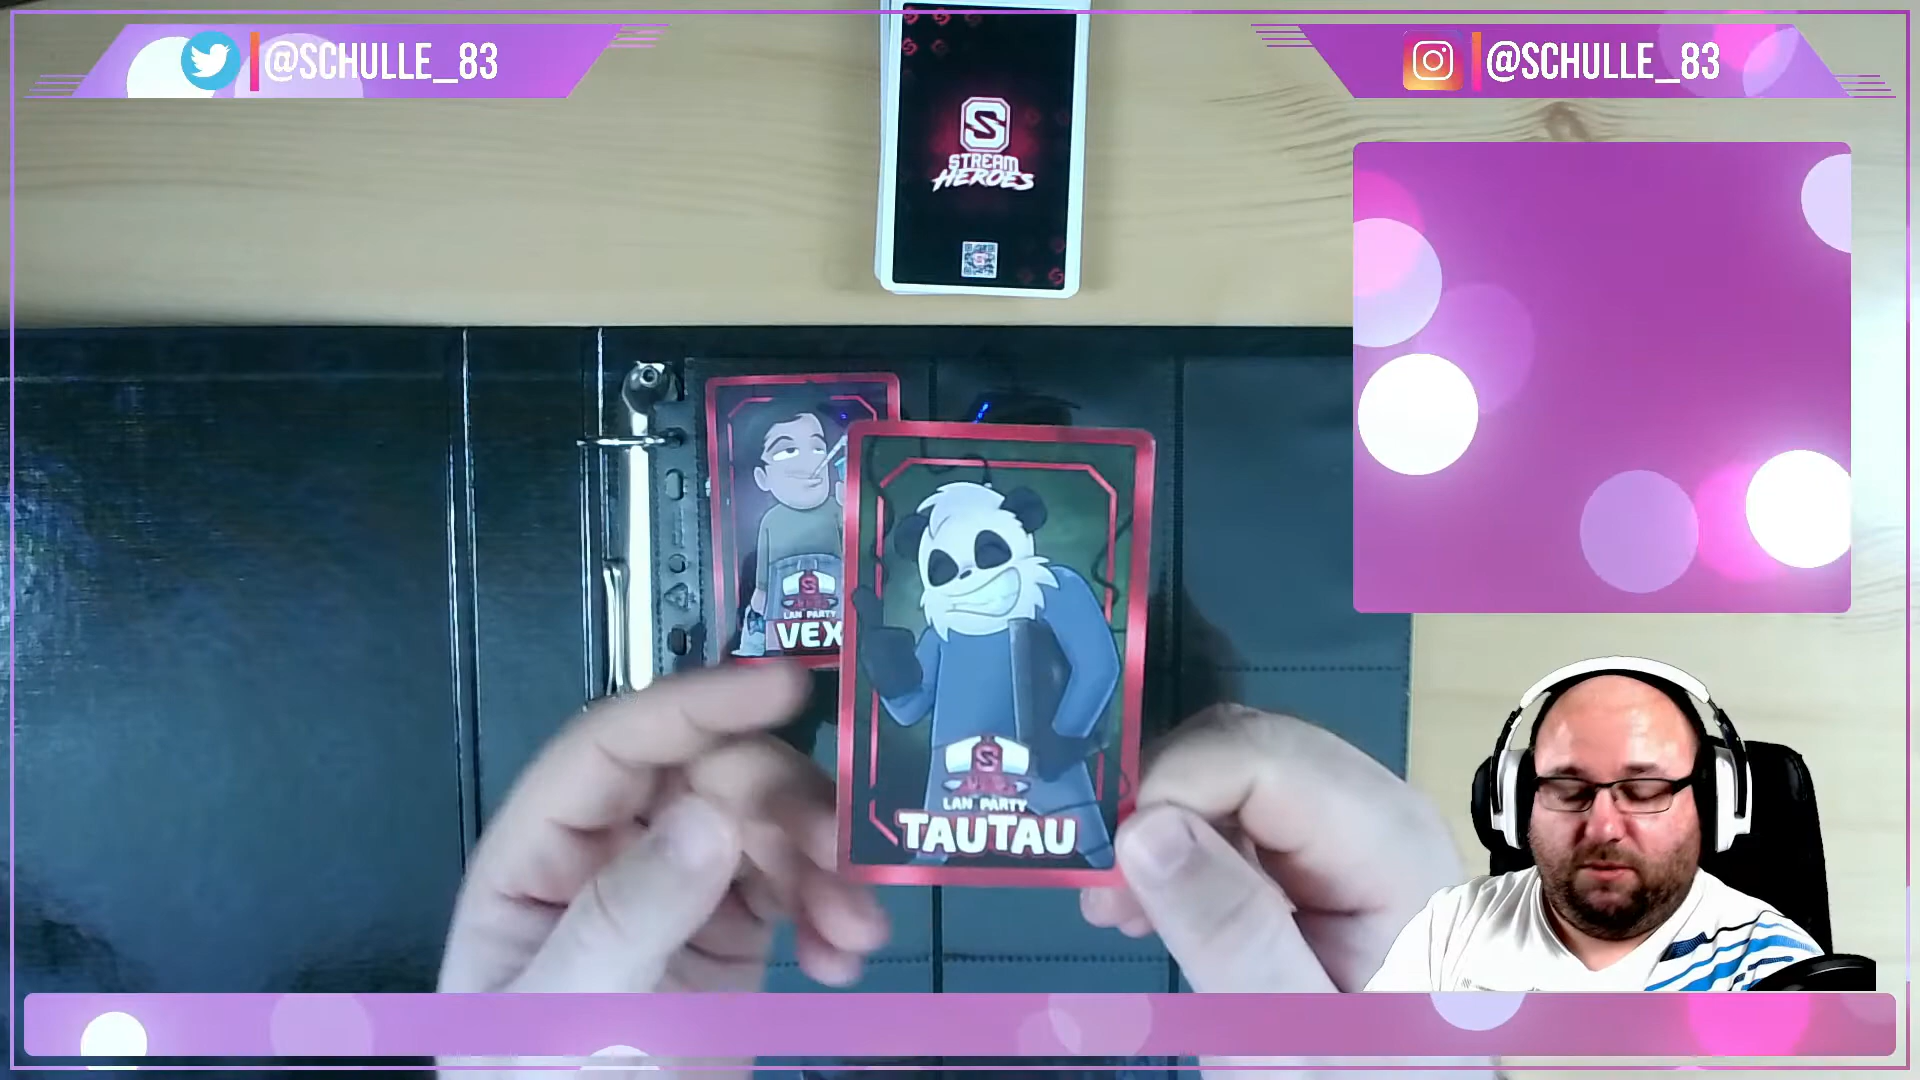 @SCHULLE_83
@SCHULLE_83
S
STREAM
HEROES
LAN PARTY
VEX
S
LAN PARTY
TAUTAU